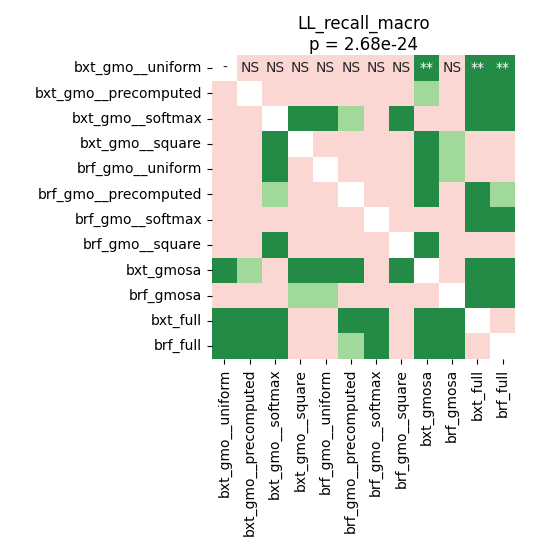 LL_recall_macro
p = 2.68e-24
bxt_gmo__uniform - NS NS NS NS NS NS NS ** NS ** **
bxt_gmo__precomputed
bxt_gmo__softmax
bxt_gmo__square
brf_gmo__uniform
brf_gmo__precomputed
brf_gmo__softmax
brf_gmo__square
bxt_gmosa
brf_gmosa
bxt_full
brf_full
bxt_gmo__uniform
bxt_gmo__precomputed
bxt_gmo__softmax
bxt_gmo__square
brf_gmo__uniform
brf_gmo__precomputed
brf_gmo__softmax
brf_gmo__square
bxt_gmosa
brf_gmosa
bxt_full
brf_full